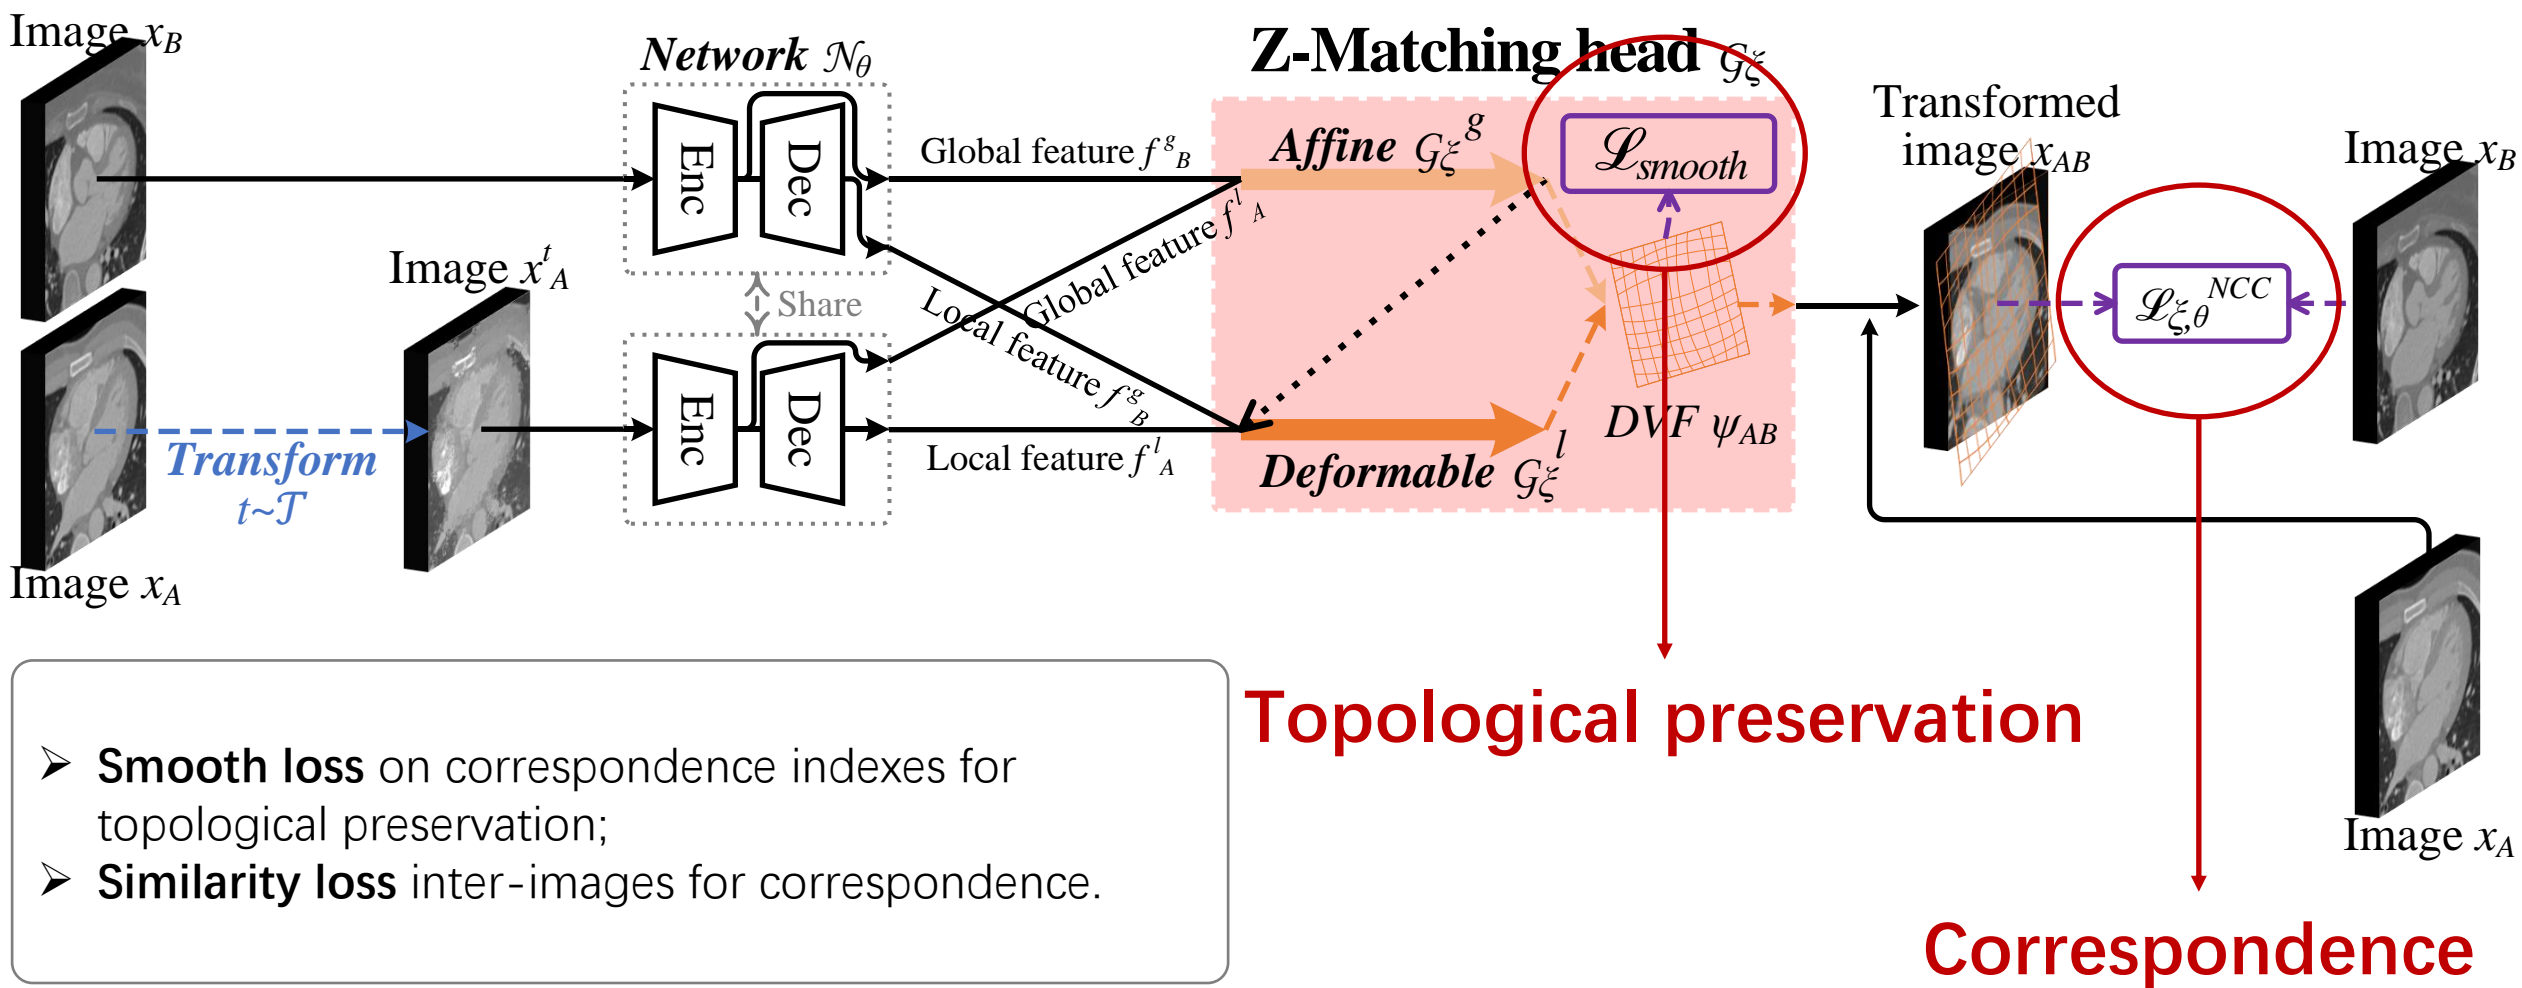 Image x_B
Network 𝒩_θ
Z-Matching head 𝒢_ξ
Enc
Dec
Global feature f^g_B
Affine 𝒢_ξ^g
ℒ_smooth
Transformed
image x_AB
Image x_B
Image x^t_A
Share
Global feature f^l_A
Local feature f^g_B
ℒ_ξ,θ^NCC
Transform
t~𝒯
Enc
Dec
Local feature f^l_A
Deformable 𝒢_ξ^l
DVF ψ_AB
Image x_A
Image x_A
Topological preservation
Correspondence
➢ Smooth loss on correspondence indexes for
topological preservation;
➢ Similarity loss inter-images for correspondence.